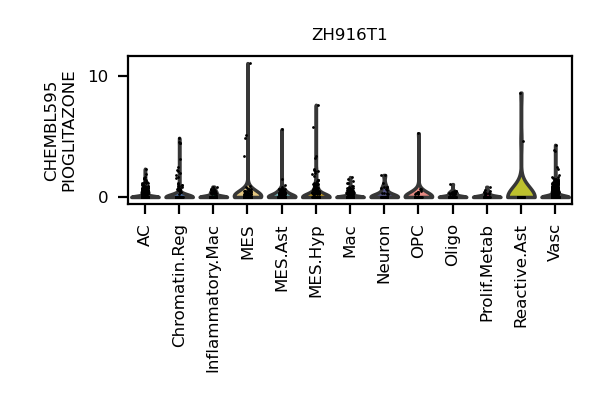 ZH916T1
CHEMBL595
PIOGLITAZONE
10
0
AC
Chromatin.Reg
Inflammatory.Mac
MES
MES.Ast
MES.Hyp
Mac
Neuron
OPC
Oligo
Prolif.Metab
Reactive.Ast
Vasc